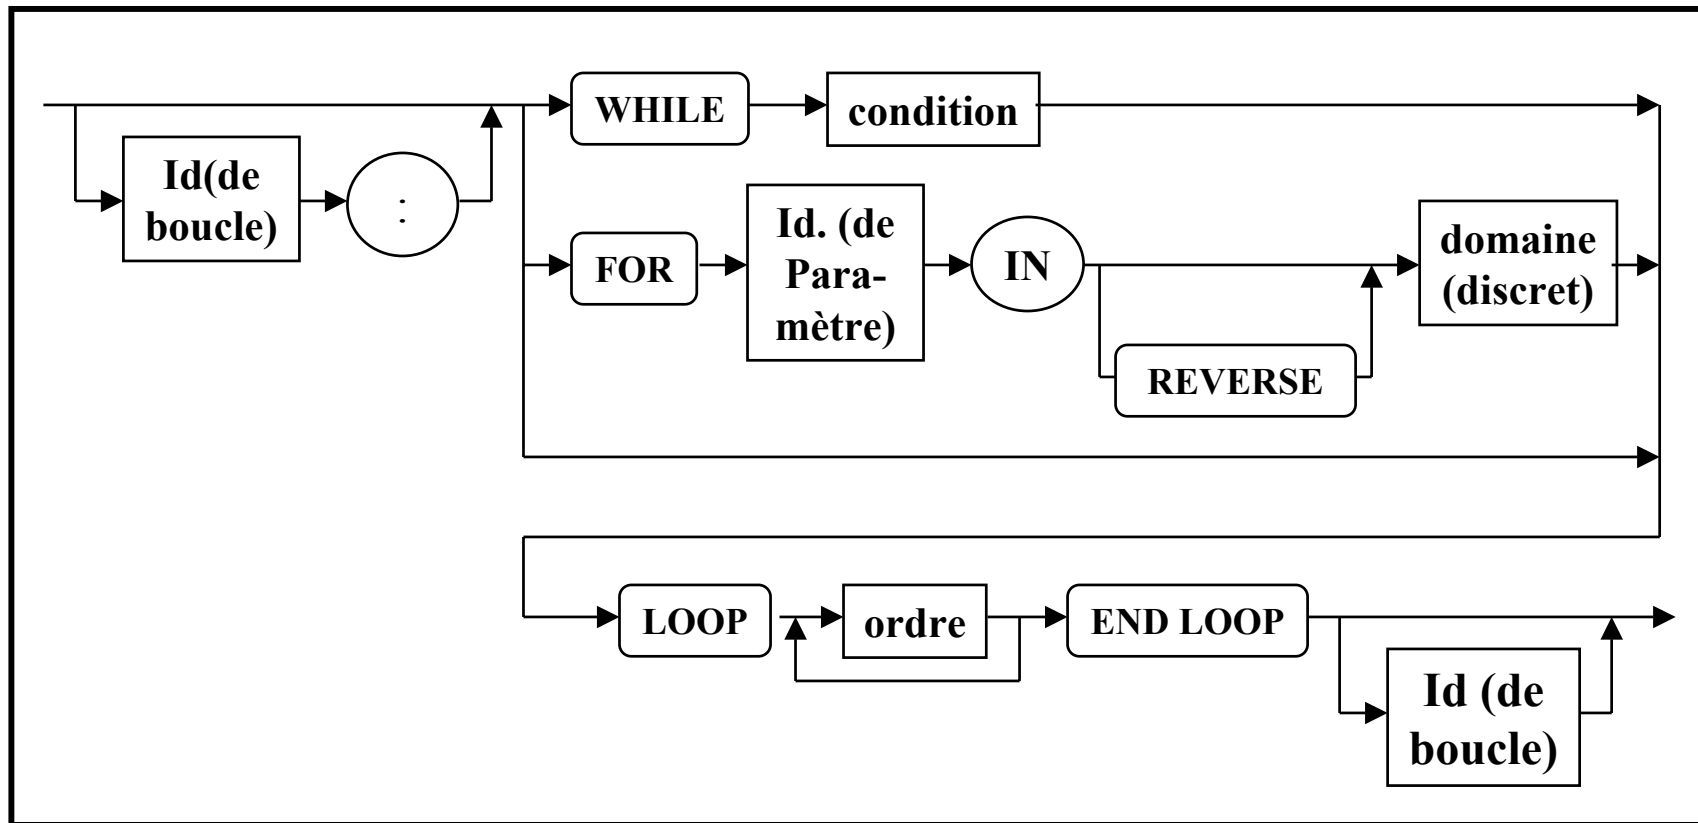 WHILE
condition
Id(de
boucle)
:
FOR
Id. (de
Para-
mètre)
IN
REVERSE
domaine
(discret)
LOOP
ordre
END LOOP
Id (de
boucle)